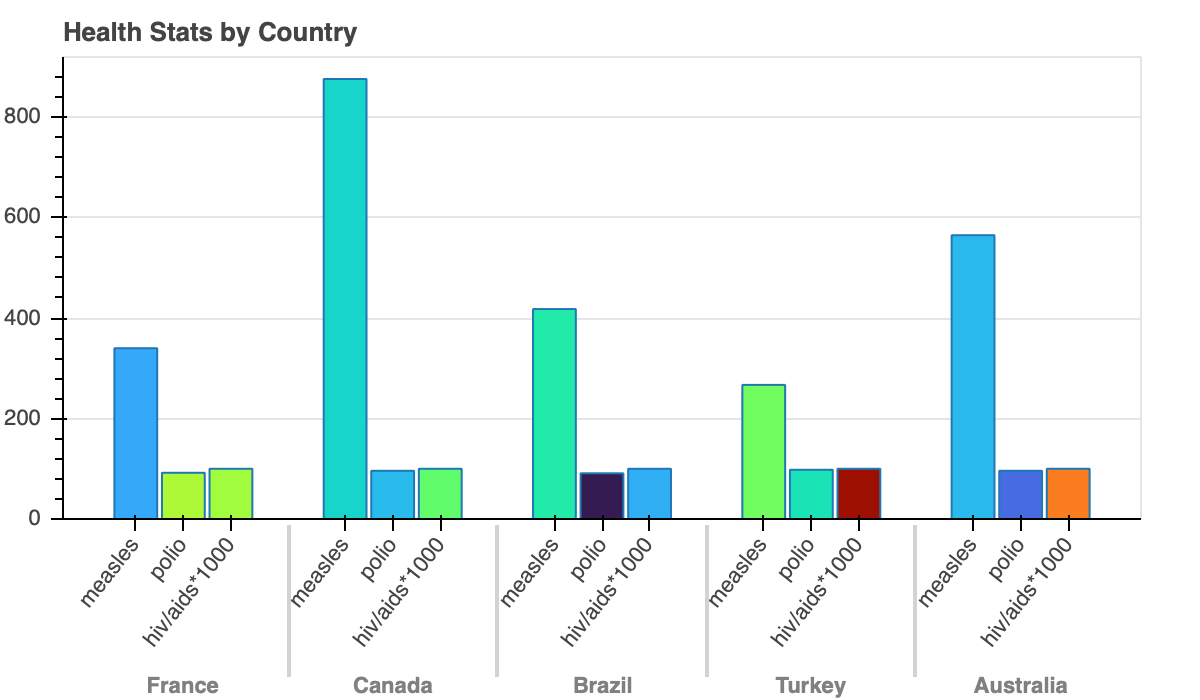 Health Stats by Country
800
600
400
200
0
measles polio hiv/aids*1000 measles polio hiv/aids*1000 measles polio hiv/aids*1000 measles polio hiv/aids*1000 measles polio hiv/aids*1000
France Canada Brazil Turkey Australia